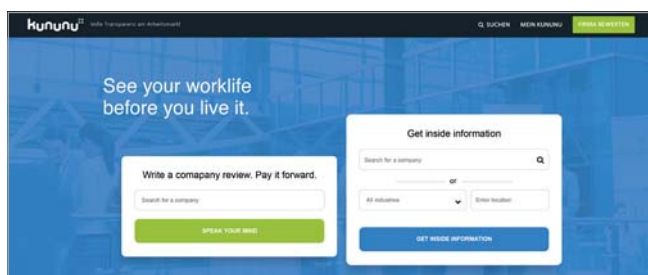 kununu
Volle Transparenz am Arbeitsmarkt
SUCHEN
MEIN KUNUNU
FIRMA BEWERTEN
See your worklife
before you live it.
Get inside information
Search for a company
or
All industries
Enter location
GET INSIDE INFORMATION
Write a comapany review. Pay it forward.
Search for a company
SPEAK YOUR MIND